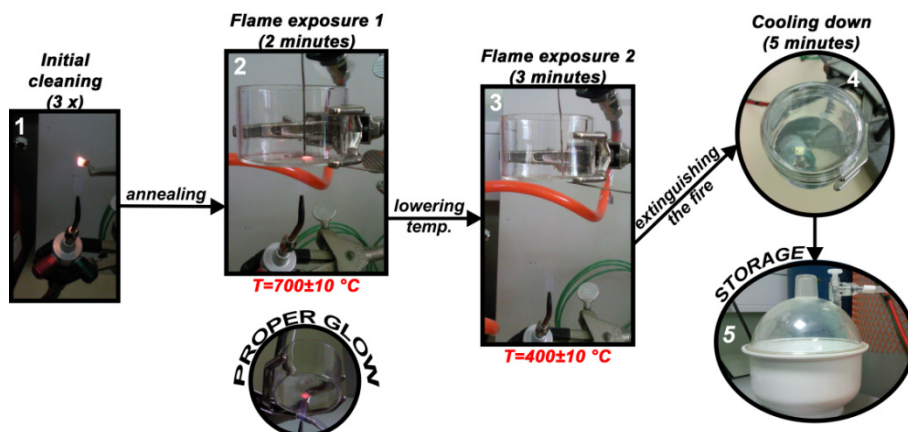 Initial
cleaning
(3 x)
1
annealing
Flame exposure 1
(2 minutes)
2
T=700±10 °C
PROPER GLOW
lowering
temp.
Flame exposure 2
(3 minutes)
3
T=400±10 °C
extinguishing
the fire
Cooling down
(5 minutes)
4
STORAGE
5